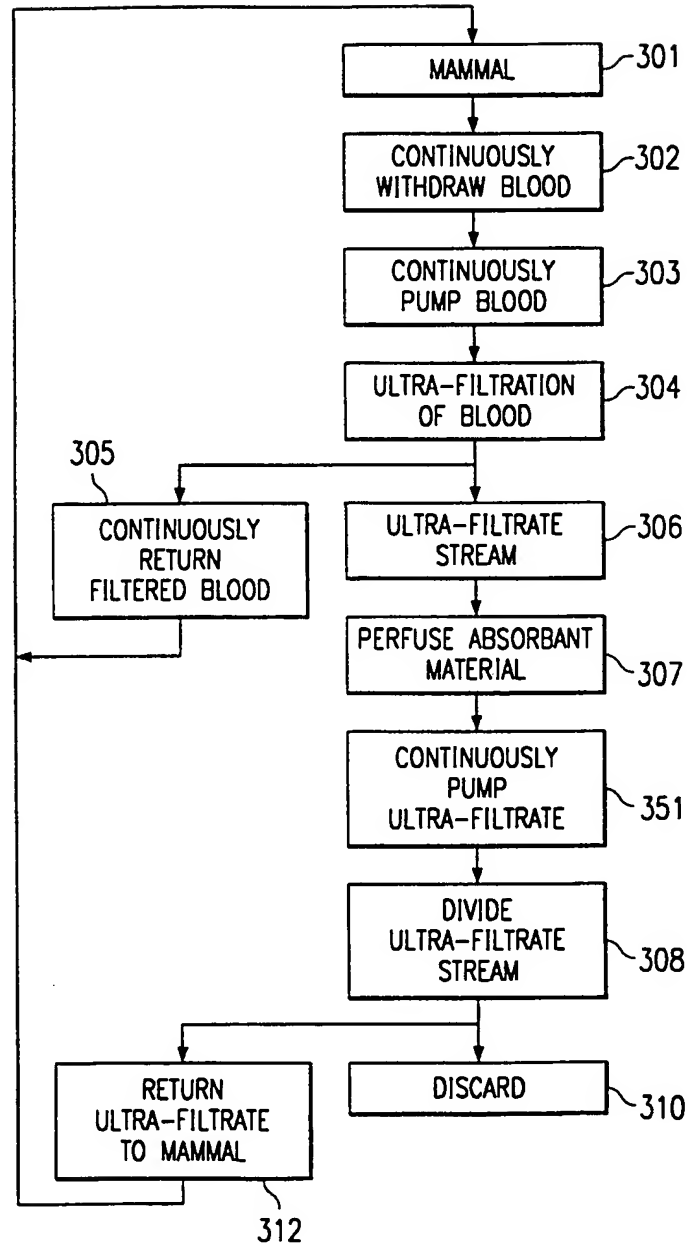 MAMMAL
301
CONTINUOUSLY
WITHDRAW BLOOD
302
CONTINUOUSLY
PUMP BLOOD
303
ULTRA-FILTRATION
OF BLOOD
304
305
CONTINUOUSLY
RETURN
FILTERED BLOOD
ULTRA-FILTRATE
STREAM
306
PERFUSE ABSORBANT
MATERIAL
307
CONTINUOUSLY
PUMP
ULTRA-FILTRATE
351
DIVIDE
ULTRA-FILTRATE
STREAM
308
RETURN
ULTRA-FILTRATE
TO MAMMAL
312
DISCARD
310